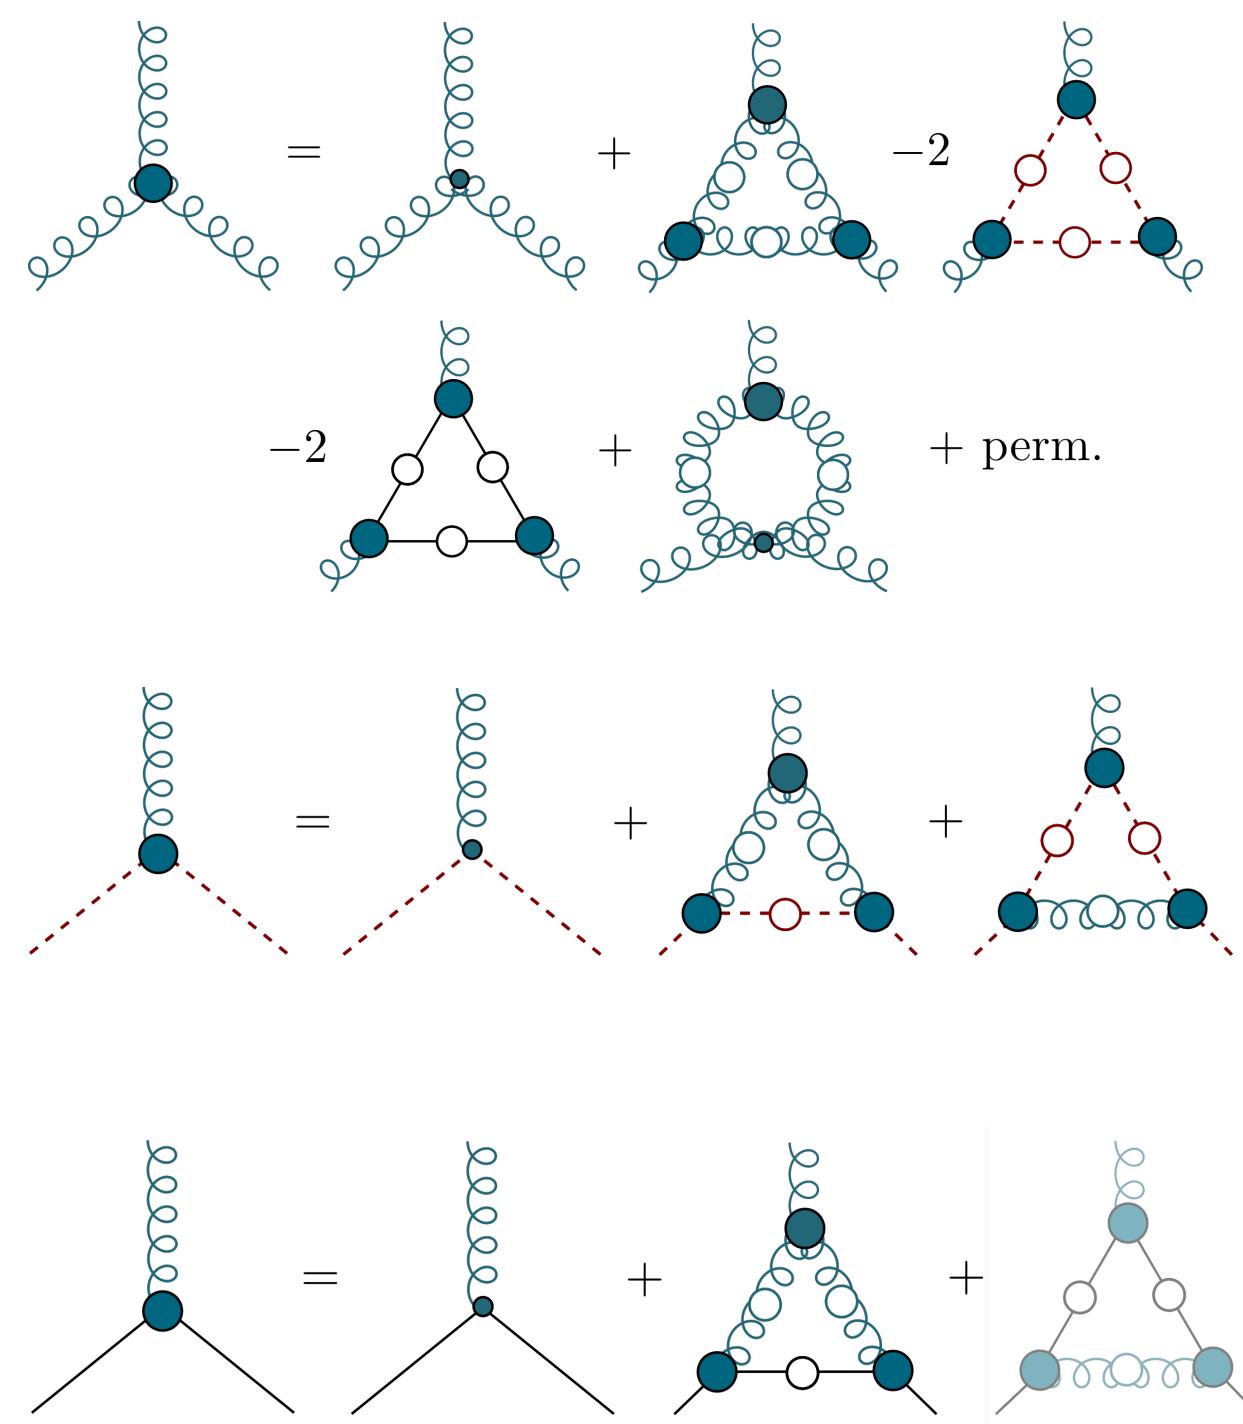 = + −2
−2 + + perm.
= + +
= + +